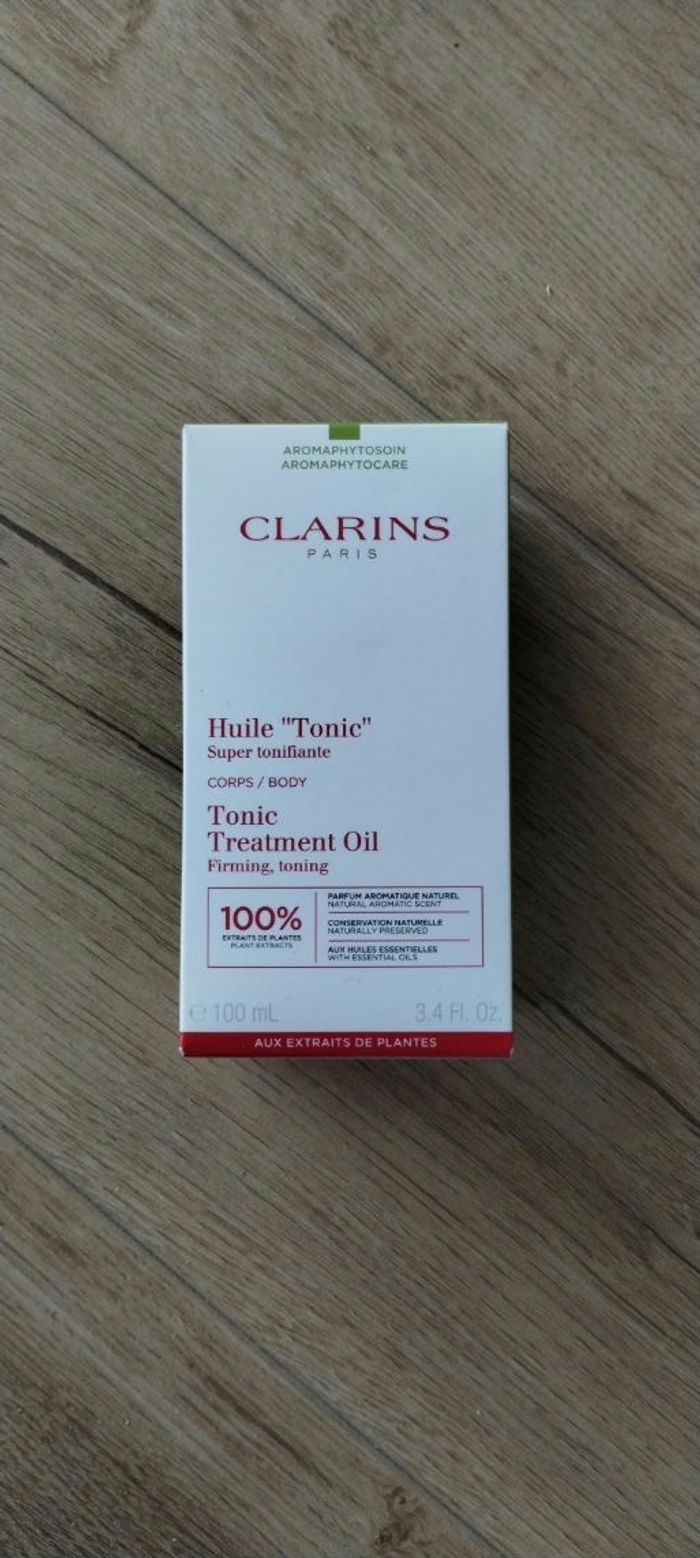 AROMAPHYTOSOIN
AROMAPHYTOCARE
CLARINS
PARIS
Huile "Tonic"
Super tonifiante
CORPS / BODY
Tonic
Treatment Oil
Firming, toning
100%
EXTRAITS DE PLANTES
PLANT EXTRACTS
PARFUM AROMATIQUE NATUREL
NATURAL AROMATIC SCENT
CONSERVATION NATURELLE
NATURALLY PRESERVED
AUX HUILES ESSENTIELLES
WITH ESSENTIAL OILS
℮ 100 mL 3.4 Fl. Oz.
AUX EXTRAITS DE PLANTES